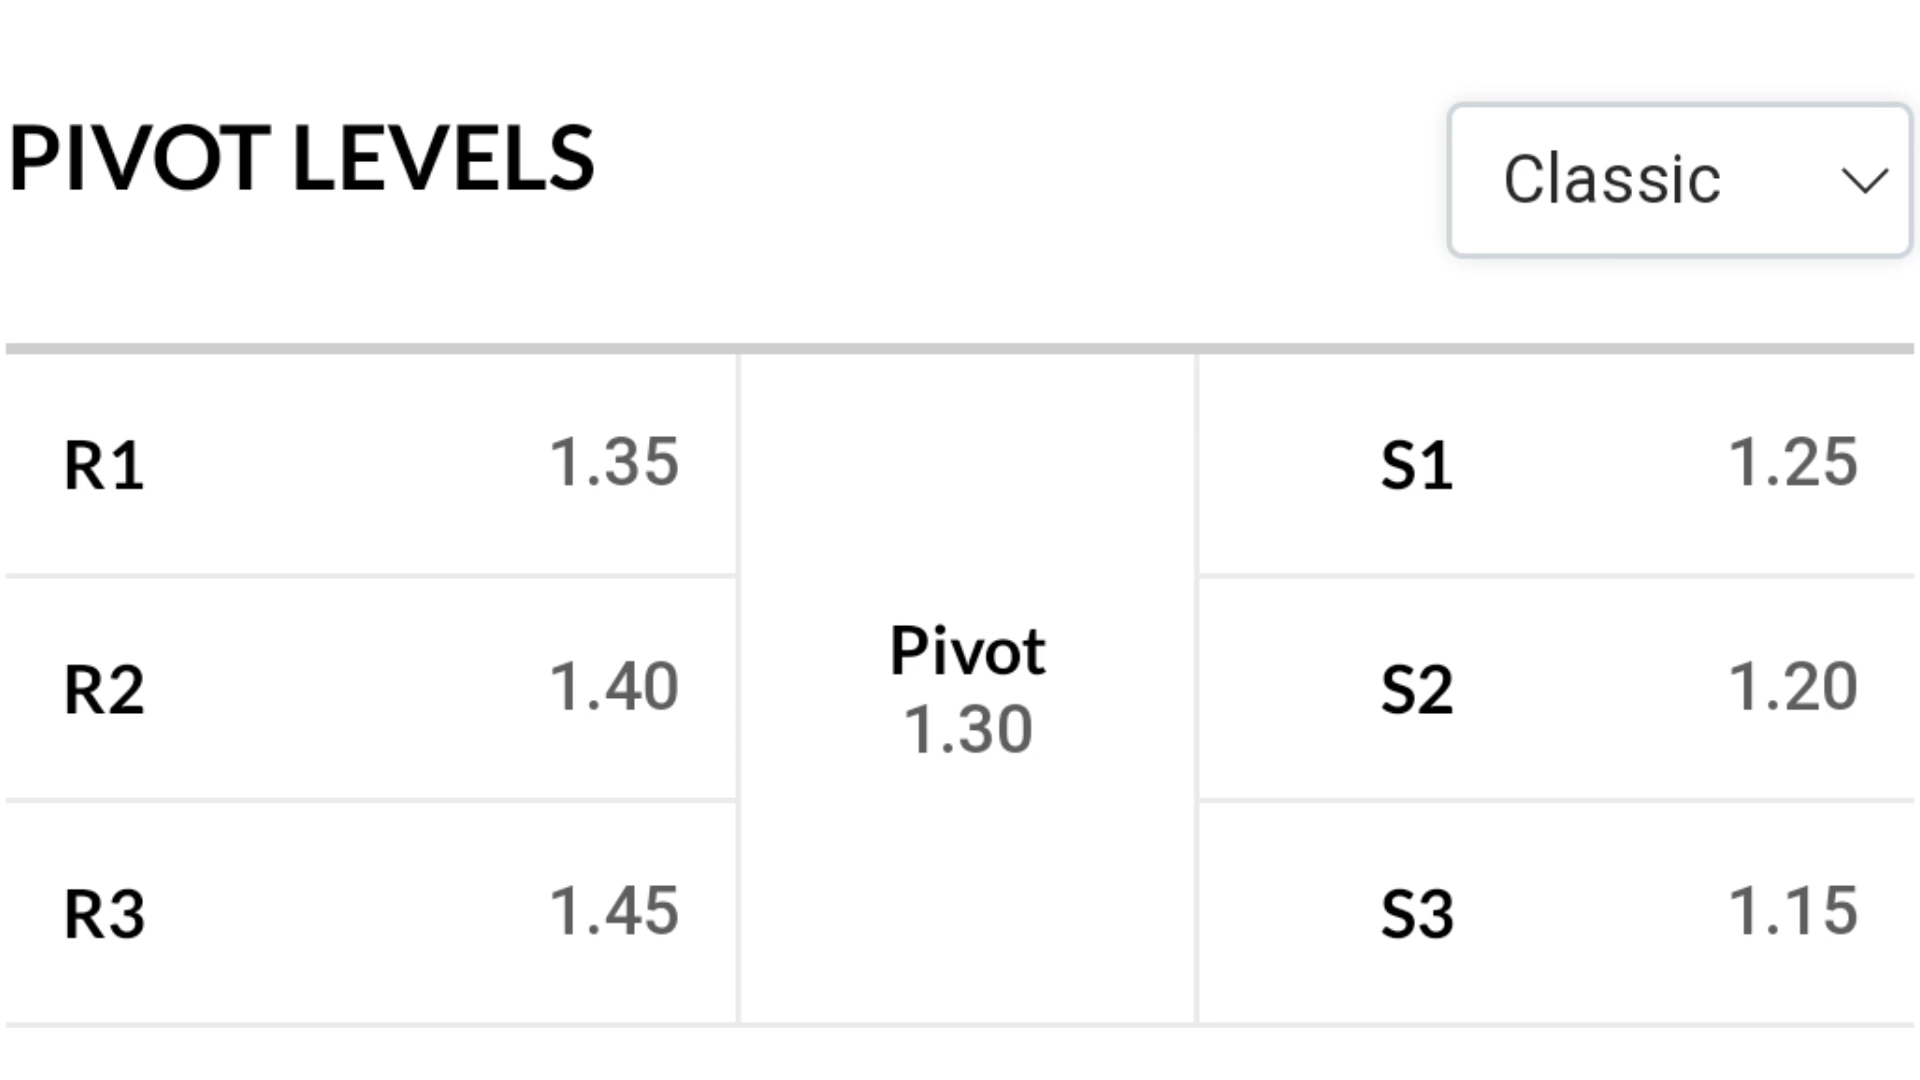 PIVOT LEVELS
Classic
R1 1.35
R2 1.40
R3 1.45
Pivot
1.30
S1 1.25
S2 1.20
S3 1.15